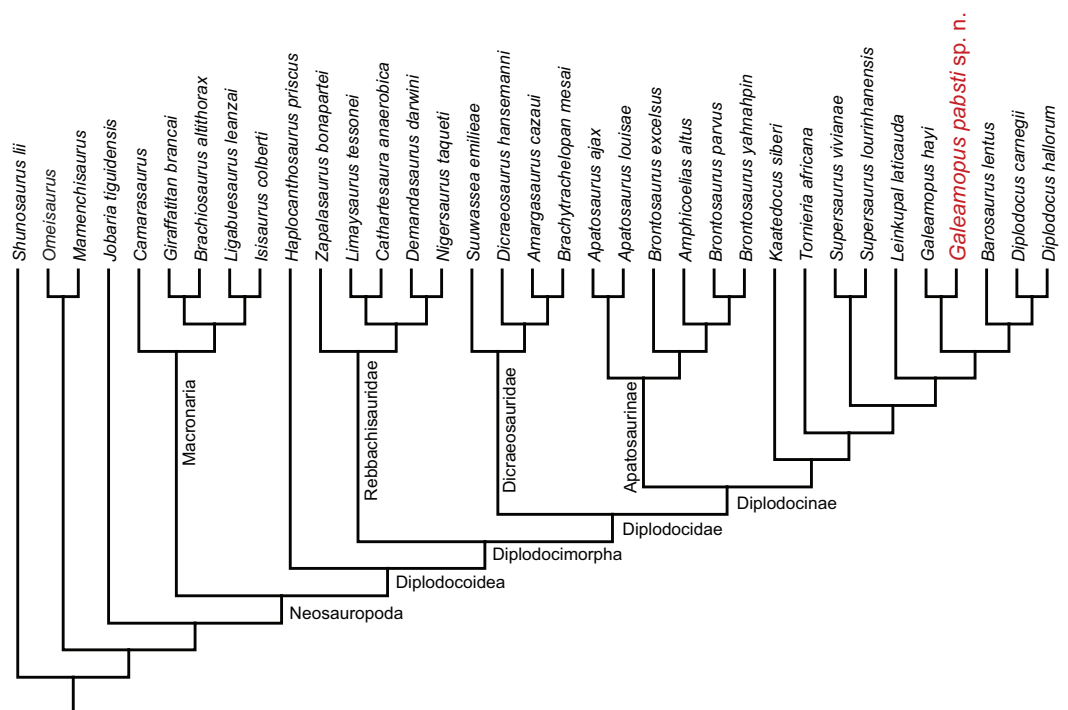 Shunosaurus lii
Omeisaurus
Mamenchisaurus
Jobaria tiguidensis
Camarasaurus
Giraffatitan brancai
Brachiosaurus altithorax
Ligabuesaurus leanzai
Isisaurus colberti
Haplocanthosaurus priscus
Zapalasaurus bonapartei
Limaysaurus tessonei
Cathartesaura anaerobica
Demandasaurus darwini
Nigersaurus taqueti
Suuwassea emilieae
Dicraeosaurus hansemanni
Amargasaurus cazaui
Brachytrachelopan mesai
Apatosaurus ajax
Apatosaurus louisae
Brontosaurus excelsus
Amphicoelias altus
Brontosaurus parvus
Brontosaurus yahnahpin
Kaatedocus siberi
Tornieria africana
Supersaurus vivianae
Supersaurus lourinhanensis
Leinkupal laticauda
Galeamopus hayi
Galeamopus pabsti sp. n.
Barosaurus lentus
Diplodocus carnegii
Diplodocus hallorum
Macronaria
Rebbachisauridae
Dicraeosauridae
Apatosaurinae
Diplodocinae
Diplodocidae
Diplodocimorpha
Diplodocoidea
Neosauropoda